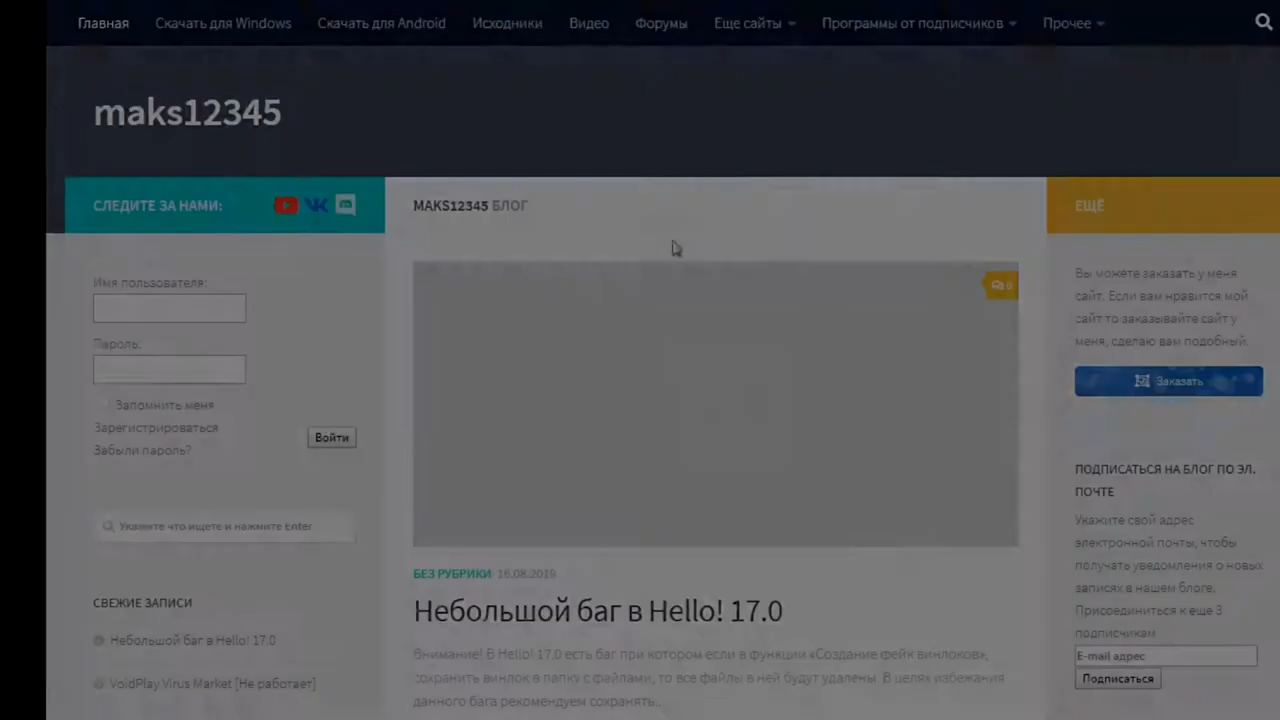 Главная Скачать для Windows Скачать для Android Исходники Видео Форумы Еще сайты Программы от подписчиков Прочее
maks12345
СЛЕДИТЕ ЗА НАМИ:
Имя пользователя:
Пароль:
Запомнить меня
Зарегистрироваться
Забыли пароль?
Войти
Укажите что ищете и нажмите Enter
СВЕЖИЕ ЗАПИСИ
Небольшой баг в Hello! 17.0
VoidPlay Virus Market [Не работает]
MAKS12345 БЛОГ
БЕЗ РУБРИКИ 16.08.2019
Небольшой баг в Hello! 17.0
Внимание! В Hello! 17.0 есть баг при котором если в функции «Создание фейк винлоков»,
сохранить винлок в папку с файлами, то все файлы в ней будут удалены. В целях избежания
данного бага рекомендуем сохранять...
ЕЩЁ
Вы можете заказать у меня
сайт. Если вам нравится мой
сайт то заказывайте сайт у
меня, сделаю вам подобный.
Заказать
ПОДПИСАТЬСЯ НА БЛОГ ПО ЭЛ.
ПОЧТЕ
Укажите свой адрес
электронной почты, чтобы
получать уведомления о новых
записях в нашем блоге.
Присоединиться к еще 3
подписчикам
E-mail адрес
Подписаться